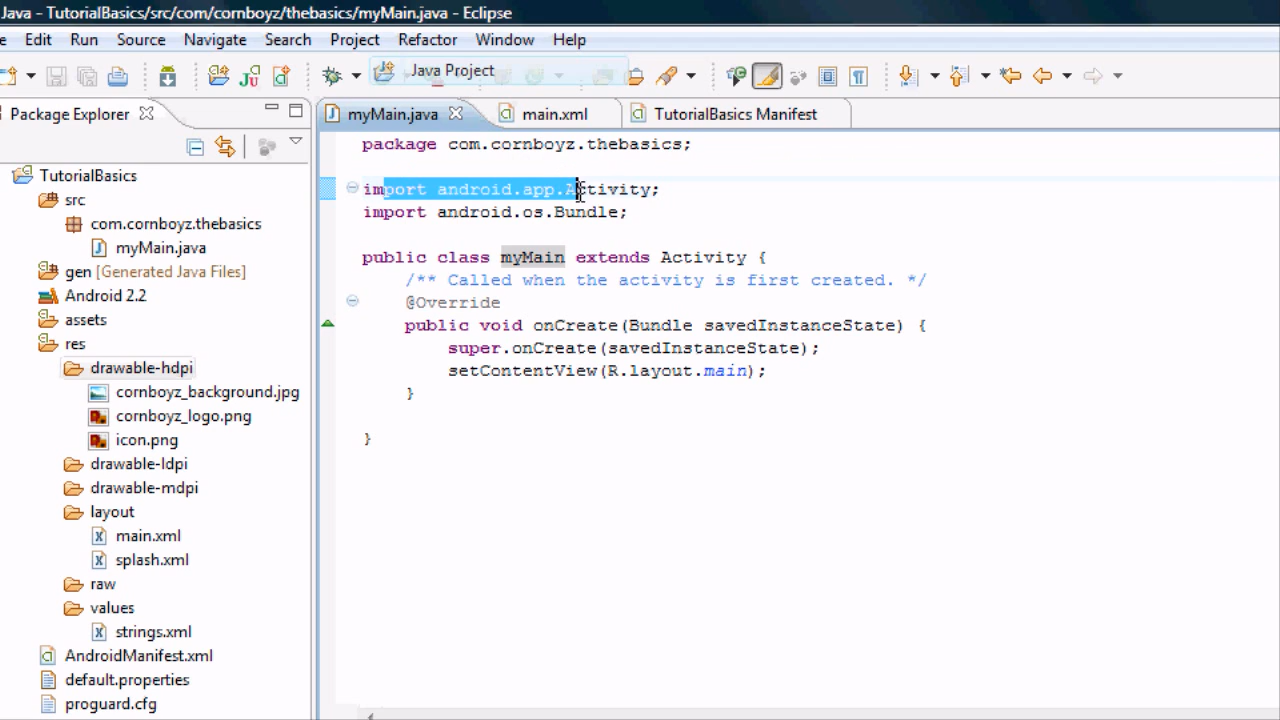 Java - TutorialBasics/src/com/cornboyz/thebasics/myMain.java - Eclipse
e Edit Run Source Navigate Search Project Refactor Window Help
Java Project
Package Explorer
myMain.java
main.xml
TutorialBasics Manifest
TutorialBasics
src
com.cornboyz.thebasics
myMain.java
gen [Generated Java Files]
Android 2.2
assets
res
drawable-hdpi
cornboyz_background.jpg
cornboyz_logo.png
icon.png
drawable-ldpi
drawable-mdpi
layout
main.xml
splash.xml
raw
values
strings.xml
AndroidManifest.xml
default.properties
proguard.cfg
package com.cornboyz.thebasics;
import android.app.Activity;
import android.os.Bundle;
public class myMain extends Activity {
/** Called when the activity is first created. */
@Override
public void onCreate(Bundle savedInstanceState) {
super.onCreate(savedInstanceState);
setContentView(R.layout.main);
}
}